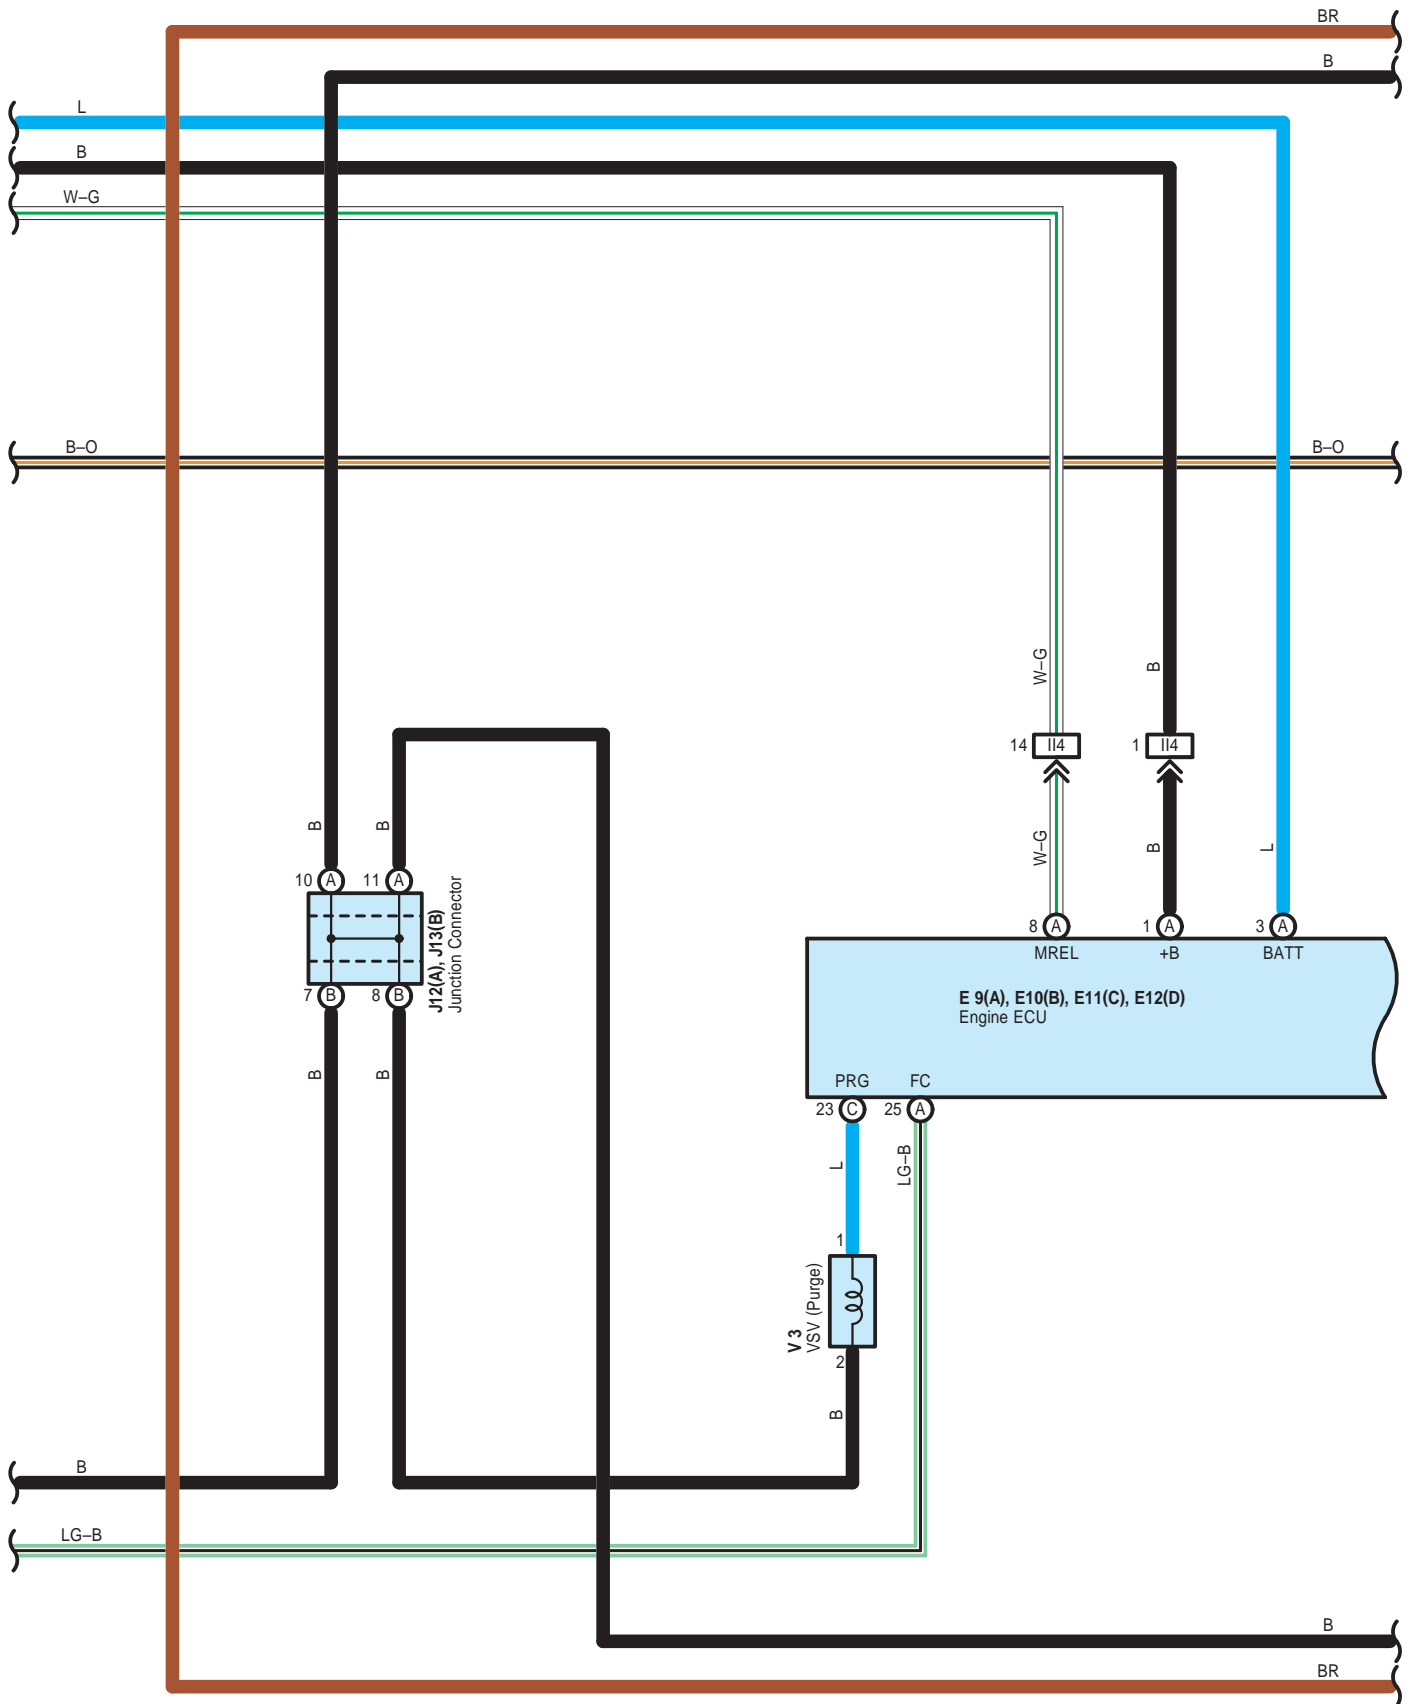 BR
B
L
B
W–G
B–O
B–O
W–G
B
14 II4
1 II4
B
B
W–G
B
L
10 A
11 A
J12(A), J13(B)
Junction Connector
8 A
1 A
3 A
MREL
+B
BATT
7 B
8 B
E 9(A), E10(B), E11(C), E12(D)
Engine ECU
B
B
PRG
FC
23 C
25 A
L
LG–B
1
V 3
VSV (Purge)
2
B
B
LG–B
B
BR